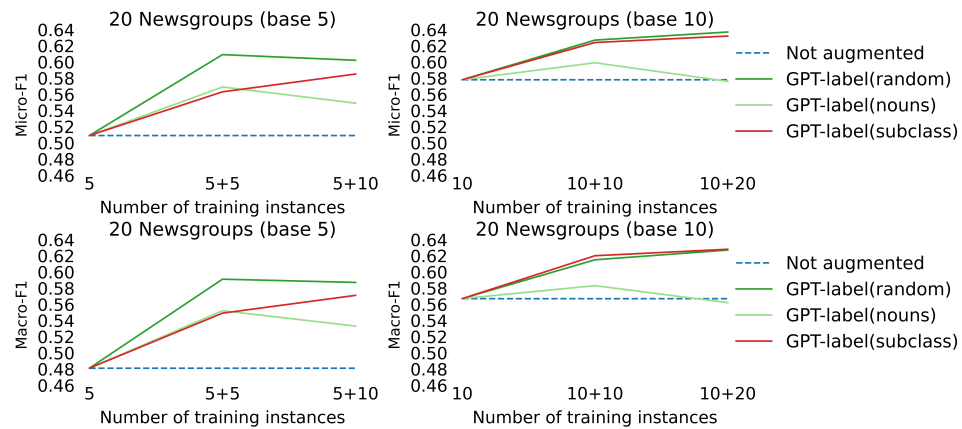 20 Newsgroups (base 5)
0.64
0.62
0.60
0.58
0.56
0.54
0.52
0.50
0.48
0.46
Micro-F1
5 5+5 5+10
Number of training instances
20 Newsgroups (base 10)
0.64
0.62
0.60
0.58
0.56
0.54
0.52
0.50
0.48
0.46
Micro-F1
10 10+10 10+20
Number of training instances
Not augmented
GPT-label(random)
GPT-label(nouns)
GPT-label(subclass)
20 Newsgroups (base 5)
0.64
0.62
0.60
0.58
0.56
0.54
0.52
0.50
0.48
0.46
Macro-F1
5 5+5 5+10
Number of training instances
20 Newsgroups (base 10)
0.64
0.62
0.60
0.58
0.56
0.54
0.52
0.50
0.48
0.46
Macro-F1
10 10+10 10+20
Number of training instances
Not augmented
GPT-label(random)
GPT-label(nouns)
GPT-label(subclass)